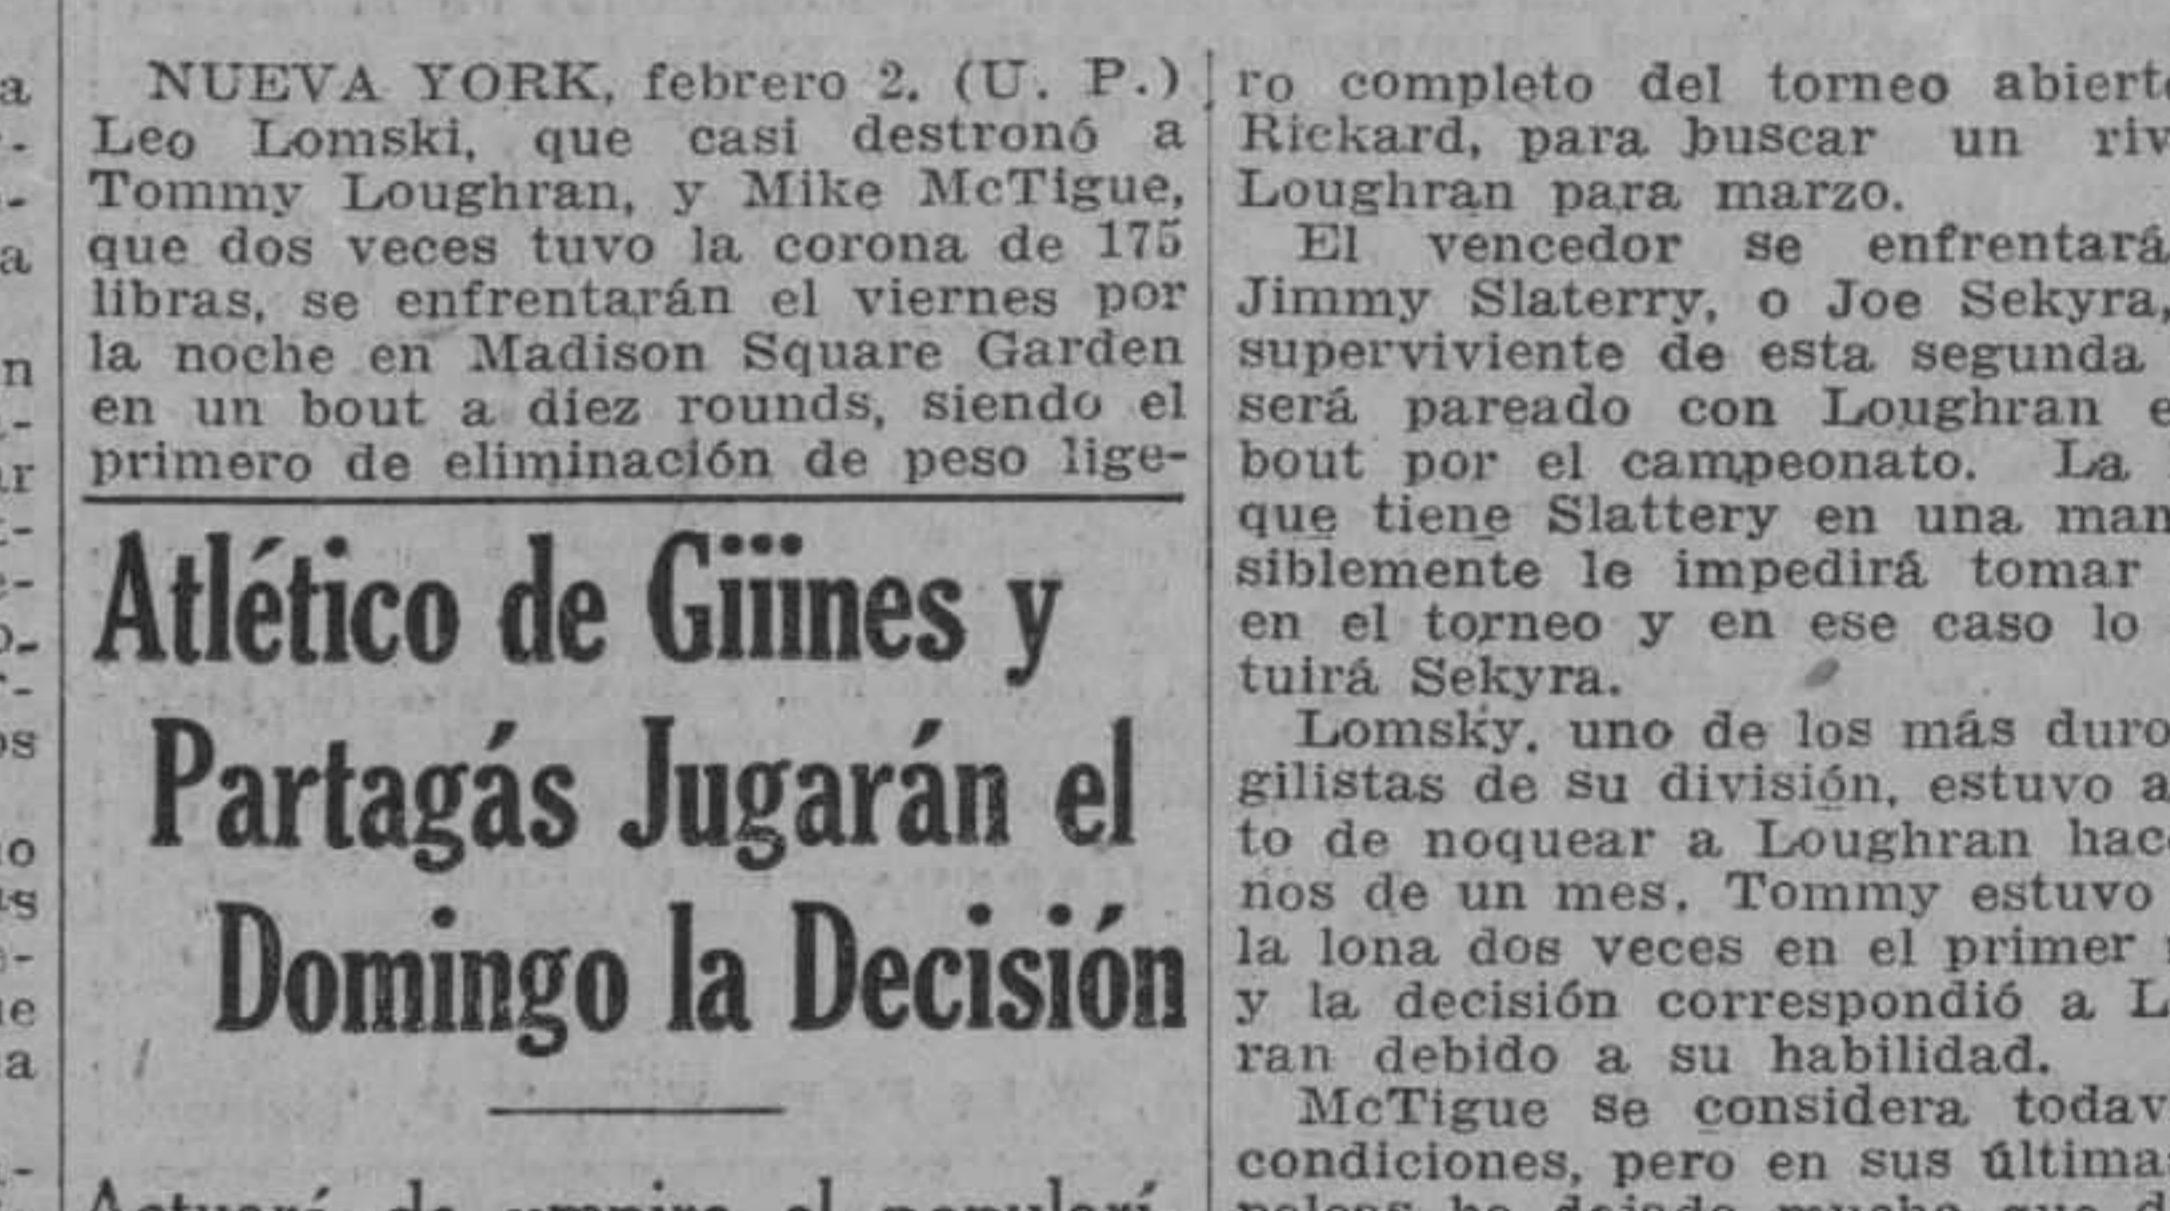 NUEVA YORK, febrero 2. (U. P.)
Leo Lomski, que casi destronó a
Tommy Loughran, y Mike McTigue,
que dos veces tuvo la corona de 175
libras, se enfrentarán el viernes por
la noche en Madison Square Garden
en un bout a diez rounds, siendo el
primero de eliminación de peso lige-
Atlético de Giiines y
Partagás Jugarán el
Domingo la Decisión
ro completo del torneo
Rickard, para buscar un
Loughran para marzo.
El vencedor se enfrentará
Jimmy Slaterry, o Joe Sekyra,
superviviente de esta segunda
será pareado con Loughran
bout por el campeonato. La
que tiene Slattery en una
siblemente le impedirá tomar
en el torneo y en ese caso lo
tuirá Sekyra.
Lomsky, uno de los más
gilistas de su división, estuvo
to de noquear a Loughran
nos de un mes. Tommy estuvo
la lona dos veces en el primer
y la decisión correspondió a
ran debido a su habilidad.
McTigue se considera
condiciones, pero en sus